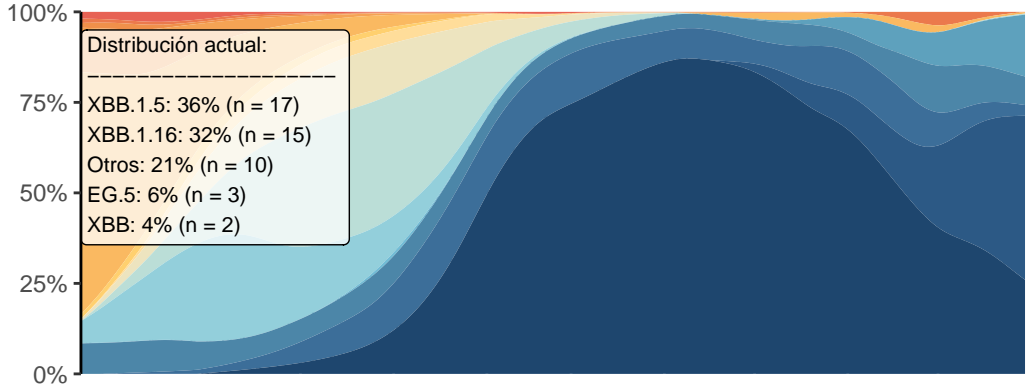 100%
75%
50%
25%
0%
Distribución actual:
--------------------
XBB.1.5: 36% (n = 17)
XBB.1.16: 32% (n = 15)
Otros: 21% (n = 10)
EG.5: 6% (n = 3)
XBB: 4% (n = 2)